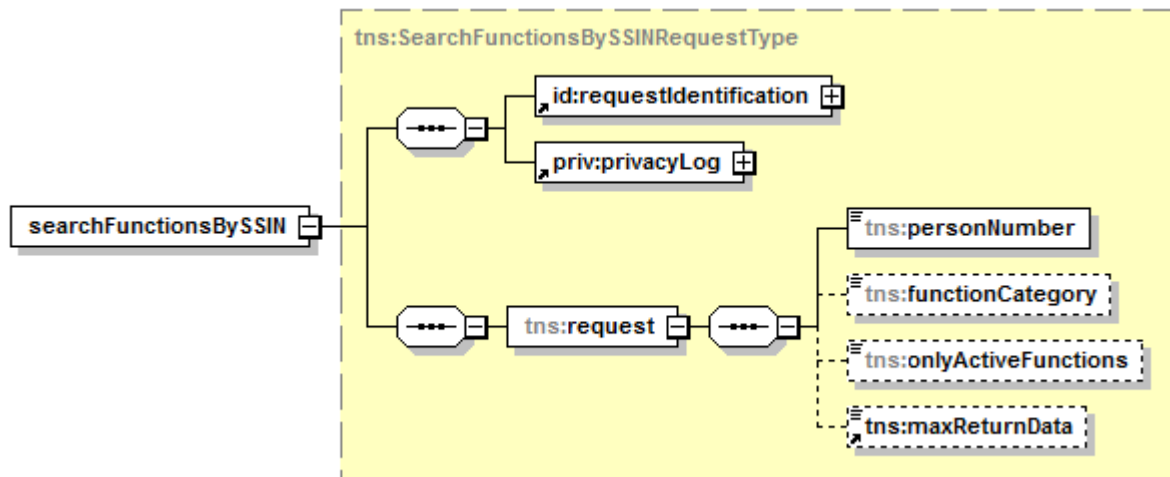 tns:SearchFunctionsBySSINRequestType
id:requestIdentification
priv:privacyLog
searchFunctionsBySSIN
tns:request
tns:personNumber
tns:functionCategory
tns:onlyActiveFunctions
tns:maxReturnData